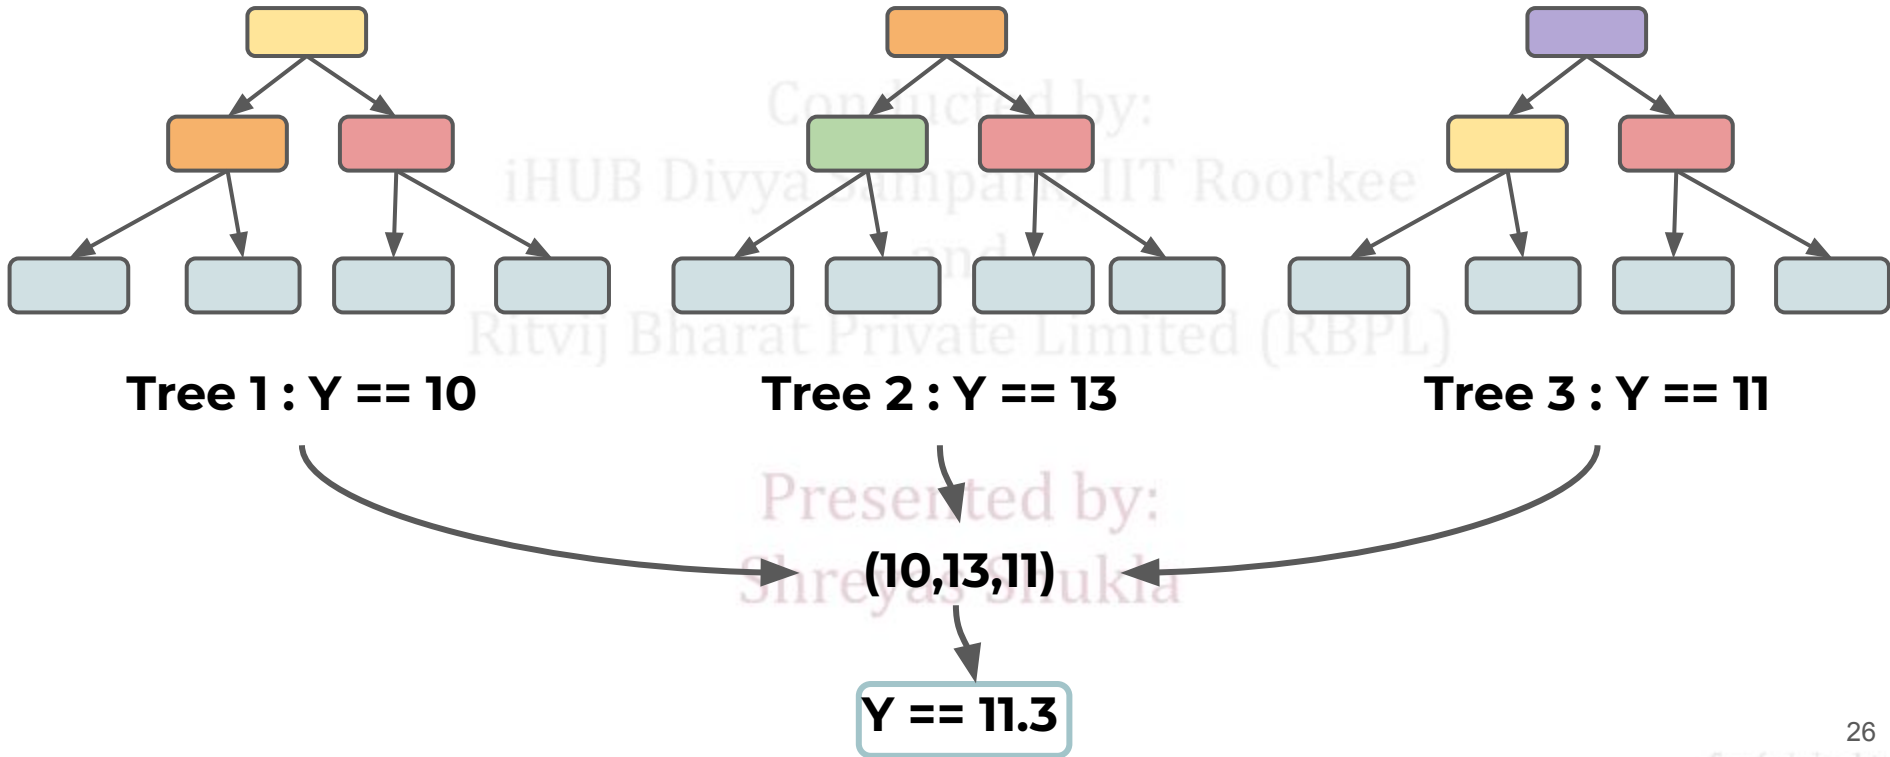 Conducted by:
iHUB Divya Sampark, IIT Roorkee
and
Ritvij Bharat Private Limited (RBPL)
Tree 1 : Y == 10
Tree 2 : Y == 13
Tree 3 : Y == 11
Presented by:
(10,13,11)
Shreyas Shukla
Y == 11.3
26